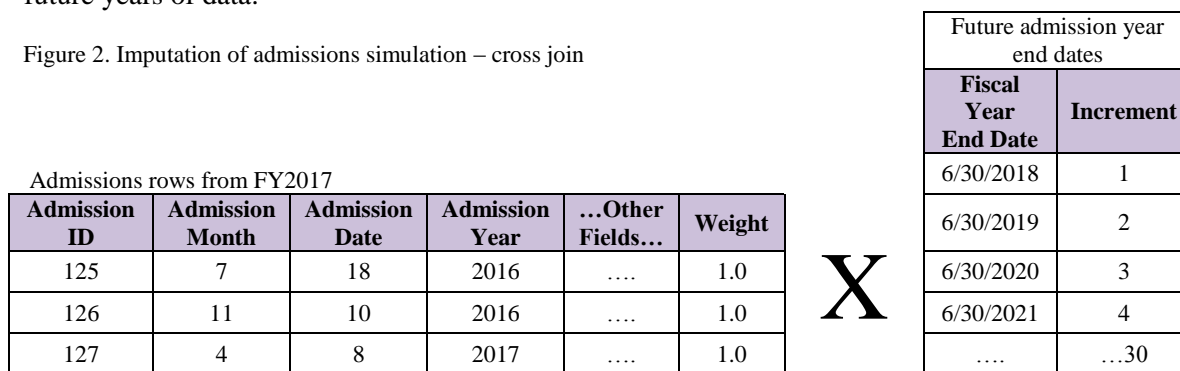 future years of data.
Figure 2. Imputation of admissions simulation – cross join
Admissions rows from FY2017
Admission ID Admission Month Admission Date Admission Year …Other Fields… Weight
125 7 18 2016 …. 1.0
126 11 10 2016 …. 1.0
127 4 8 2017 …. 1.0
X
Future admission year
end dates
Fiscal Year End Date Increment
6/30/2018 1
6/30/2019 2
6/30/2020 3
6/30/2021 4
…. …30